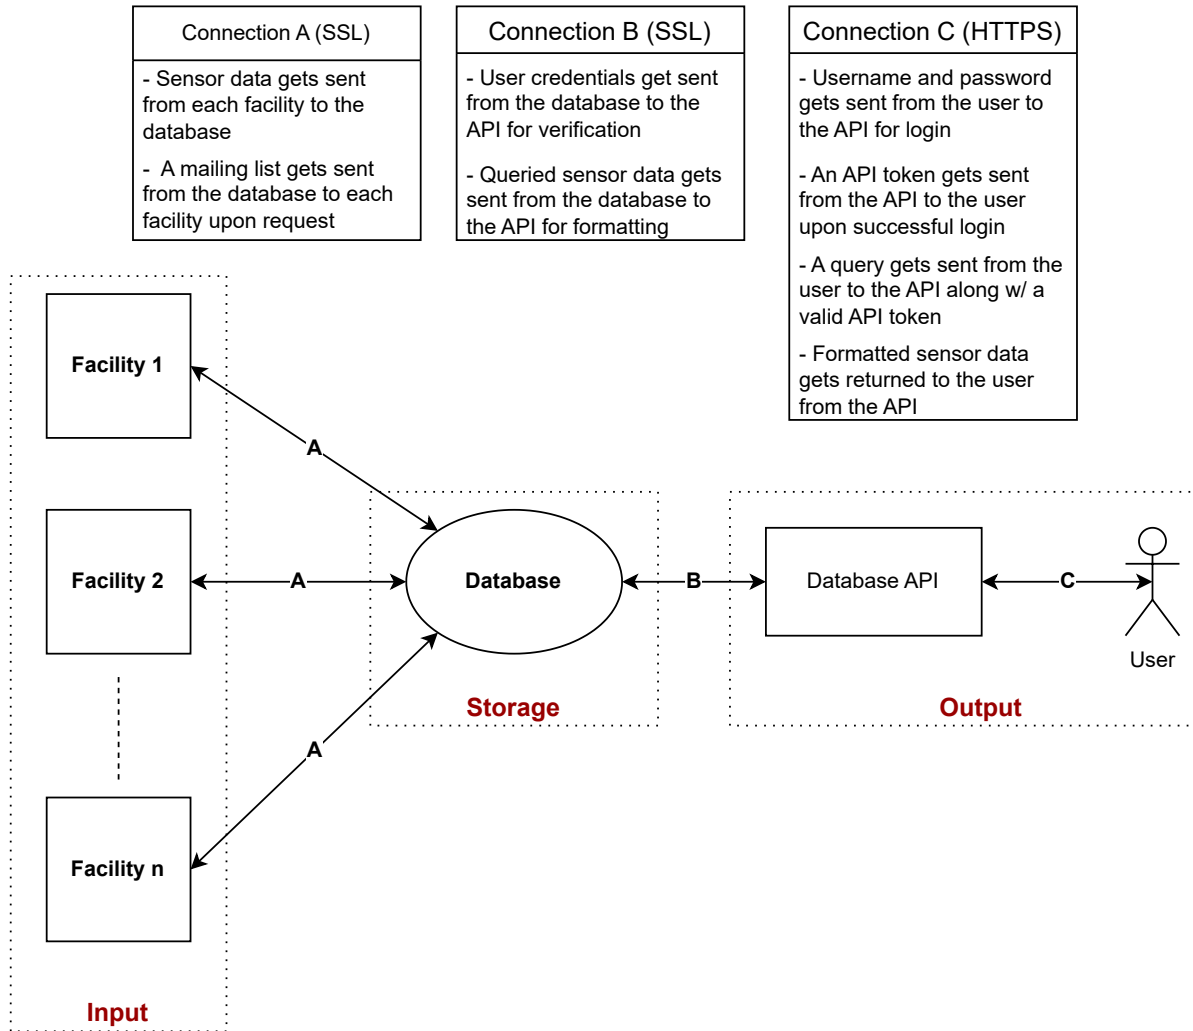 Connection A (SSL)
- Sensor data gets sent
from each facility to the
database
-  A mailing list gets sent
from the database to each
facility upon request
Connection B (SSL)
- User credentials get sent
from the database to the
API for verification
- Queried sensor data gets
sent from the database to
the API for formatting
Connection C (HTTPS)
- Username and password
gets sent from the user to
the API for login
- An API token gets sent
from the API to the user
upon successful login
- A query gets sent from the
user to the API along w/ a
valid API token
- Formatted sensor data
gets returned to the user
from the API
Facility 1
A
Facility 2
A
Database
B
Database API
C
User
Storage
Output
A
Facility n
Input